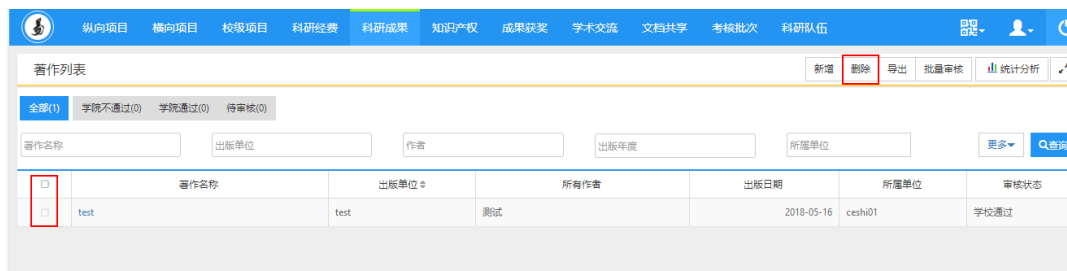 纵向项目 横向项目 校级项目 科研经费 科研成果 知识产权 成果获奖 学术交流 文档共享 考核批次 科研队伍
著作列表 新增 删除 导出 批量审核 统计分析
全部(1) 学院不通过(0) 学院通过(0) 待审核(0)
著作名称 出版单位 作者 出版年度 所属单位 更多 查询
著作名称 出版单位 所有作者 出版日期 所属单位 审核状态
test test 测试 2018-05-16 ceshi01 学校通过